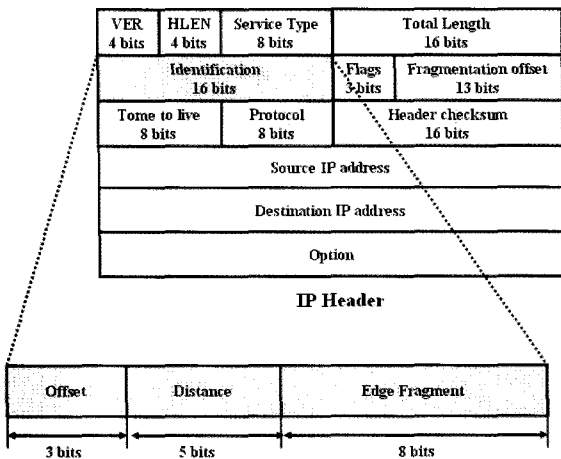 VER HLEN Service Type Total Length
4 bits 4 bits 8 bits 16 bits
Identification Flags Fragmentation offset
16 bits 3 bits 13 bits
Tome to live Protocol Header checksum
8 bits 8 bits 16 bits
Source IP address
Destination IP address
Option
IP Header
Offset Distance Edge Fragment
3 bits 5 bits 8 bits